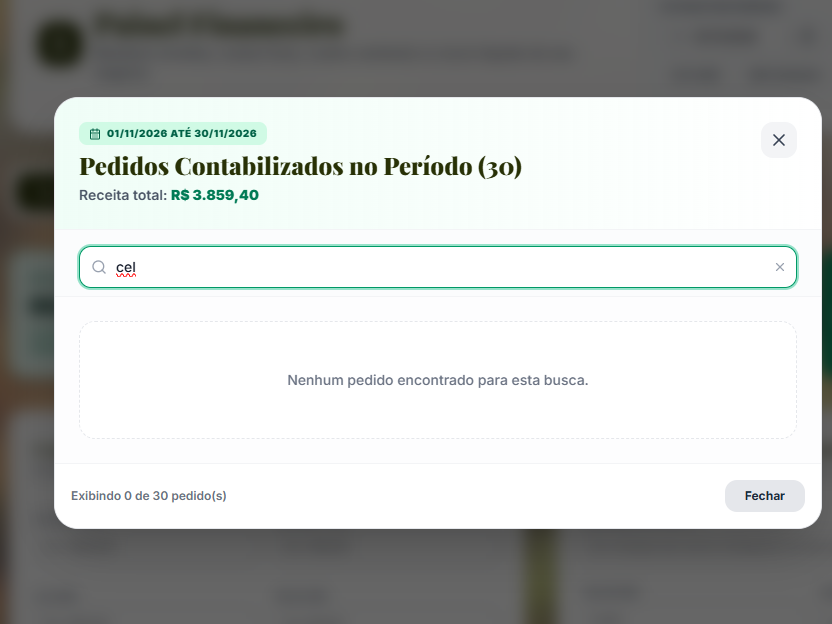 01/11/2026 ATÉ 30/11/2026
Pedidos Contabilizados no Período (30)
Receita total: R$ 3.859,40
cel
Nenhum pedido encontrado para esta busca.
Exibindo 0 de 30 pedido(s)
Fechar